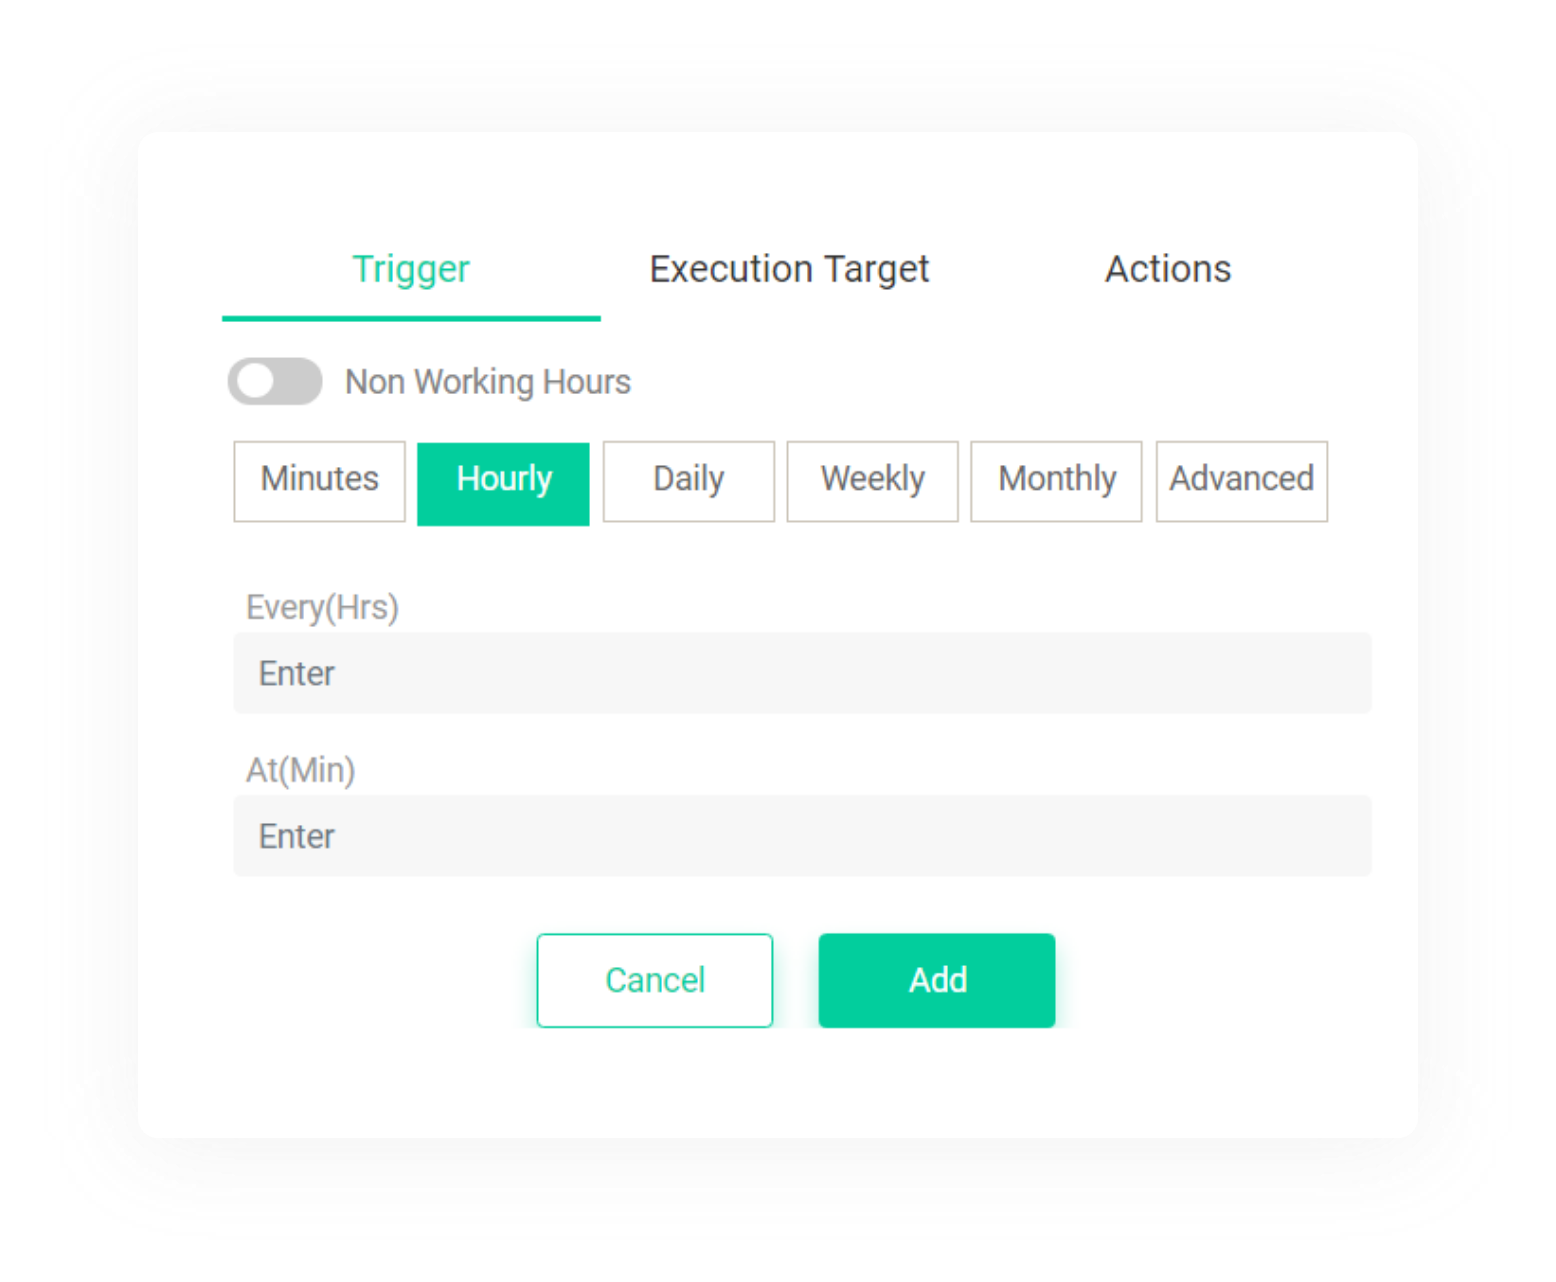 Trigger Execution Target Actions
Non Working Hours
Minutes Hourly Daily Weekly Monthly Advanced
Every(Hrs)
Enter
At(Min)
Enter
Cancel Add